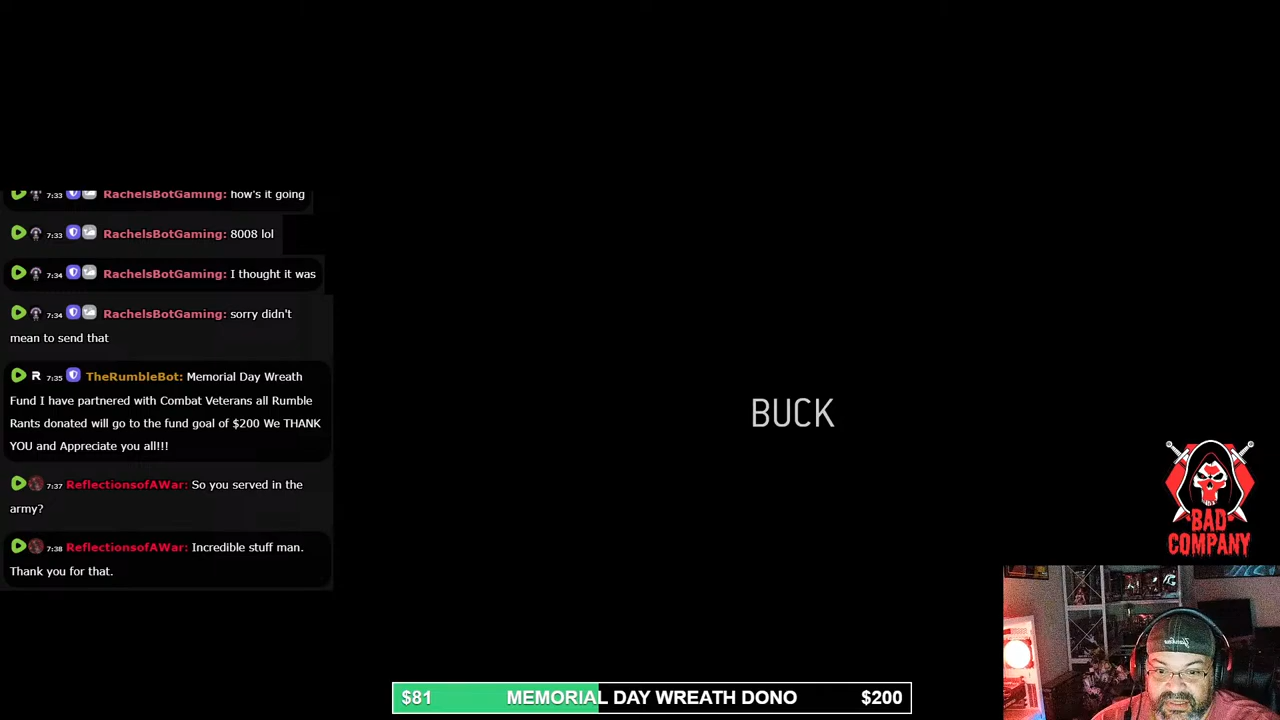 7:33 RachelsBotGaming: how's it going
7:33 RachelsBotGaming: 8008 lol
7:34 RachelsBotGaming: I thought it was
7:34 RachelsBotGaming: sorry didn't
mean to send that
R 7:35 TheRumbleBot: Memorial Day Wreath
Fund I have partnered with Combat Veterans all Rumble
Rants donated will go to the fund goal of $200 We THANK
YOU and Appreciate you all!!!
BUCK
7:37 ReflectionsofAWar: So you served in the
army?
7:38 ReflectionsofAWar: Incredible stuff man.
Thank you for that.
BAD
COMPANY
$81 MEMORIAL DAY WREATH DONO $200